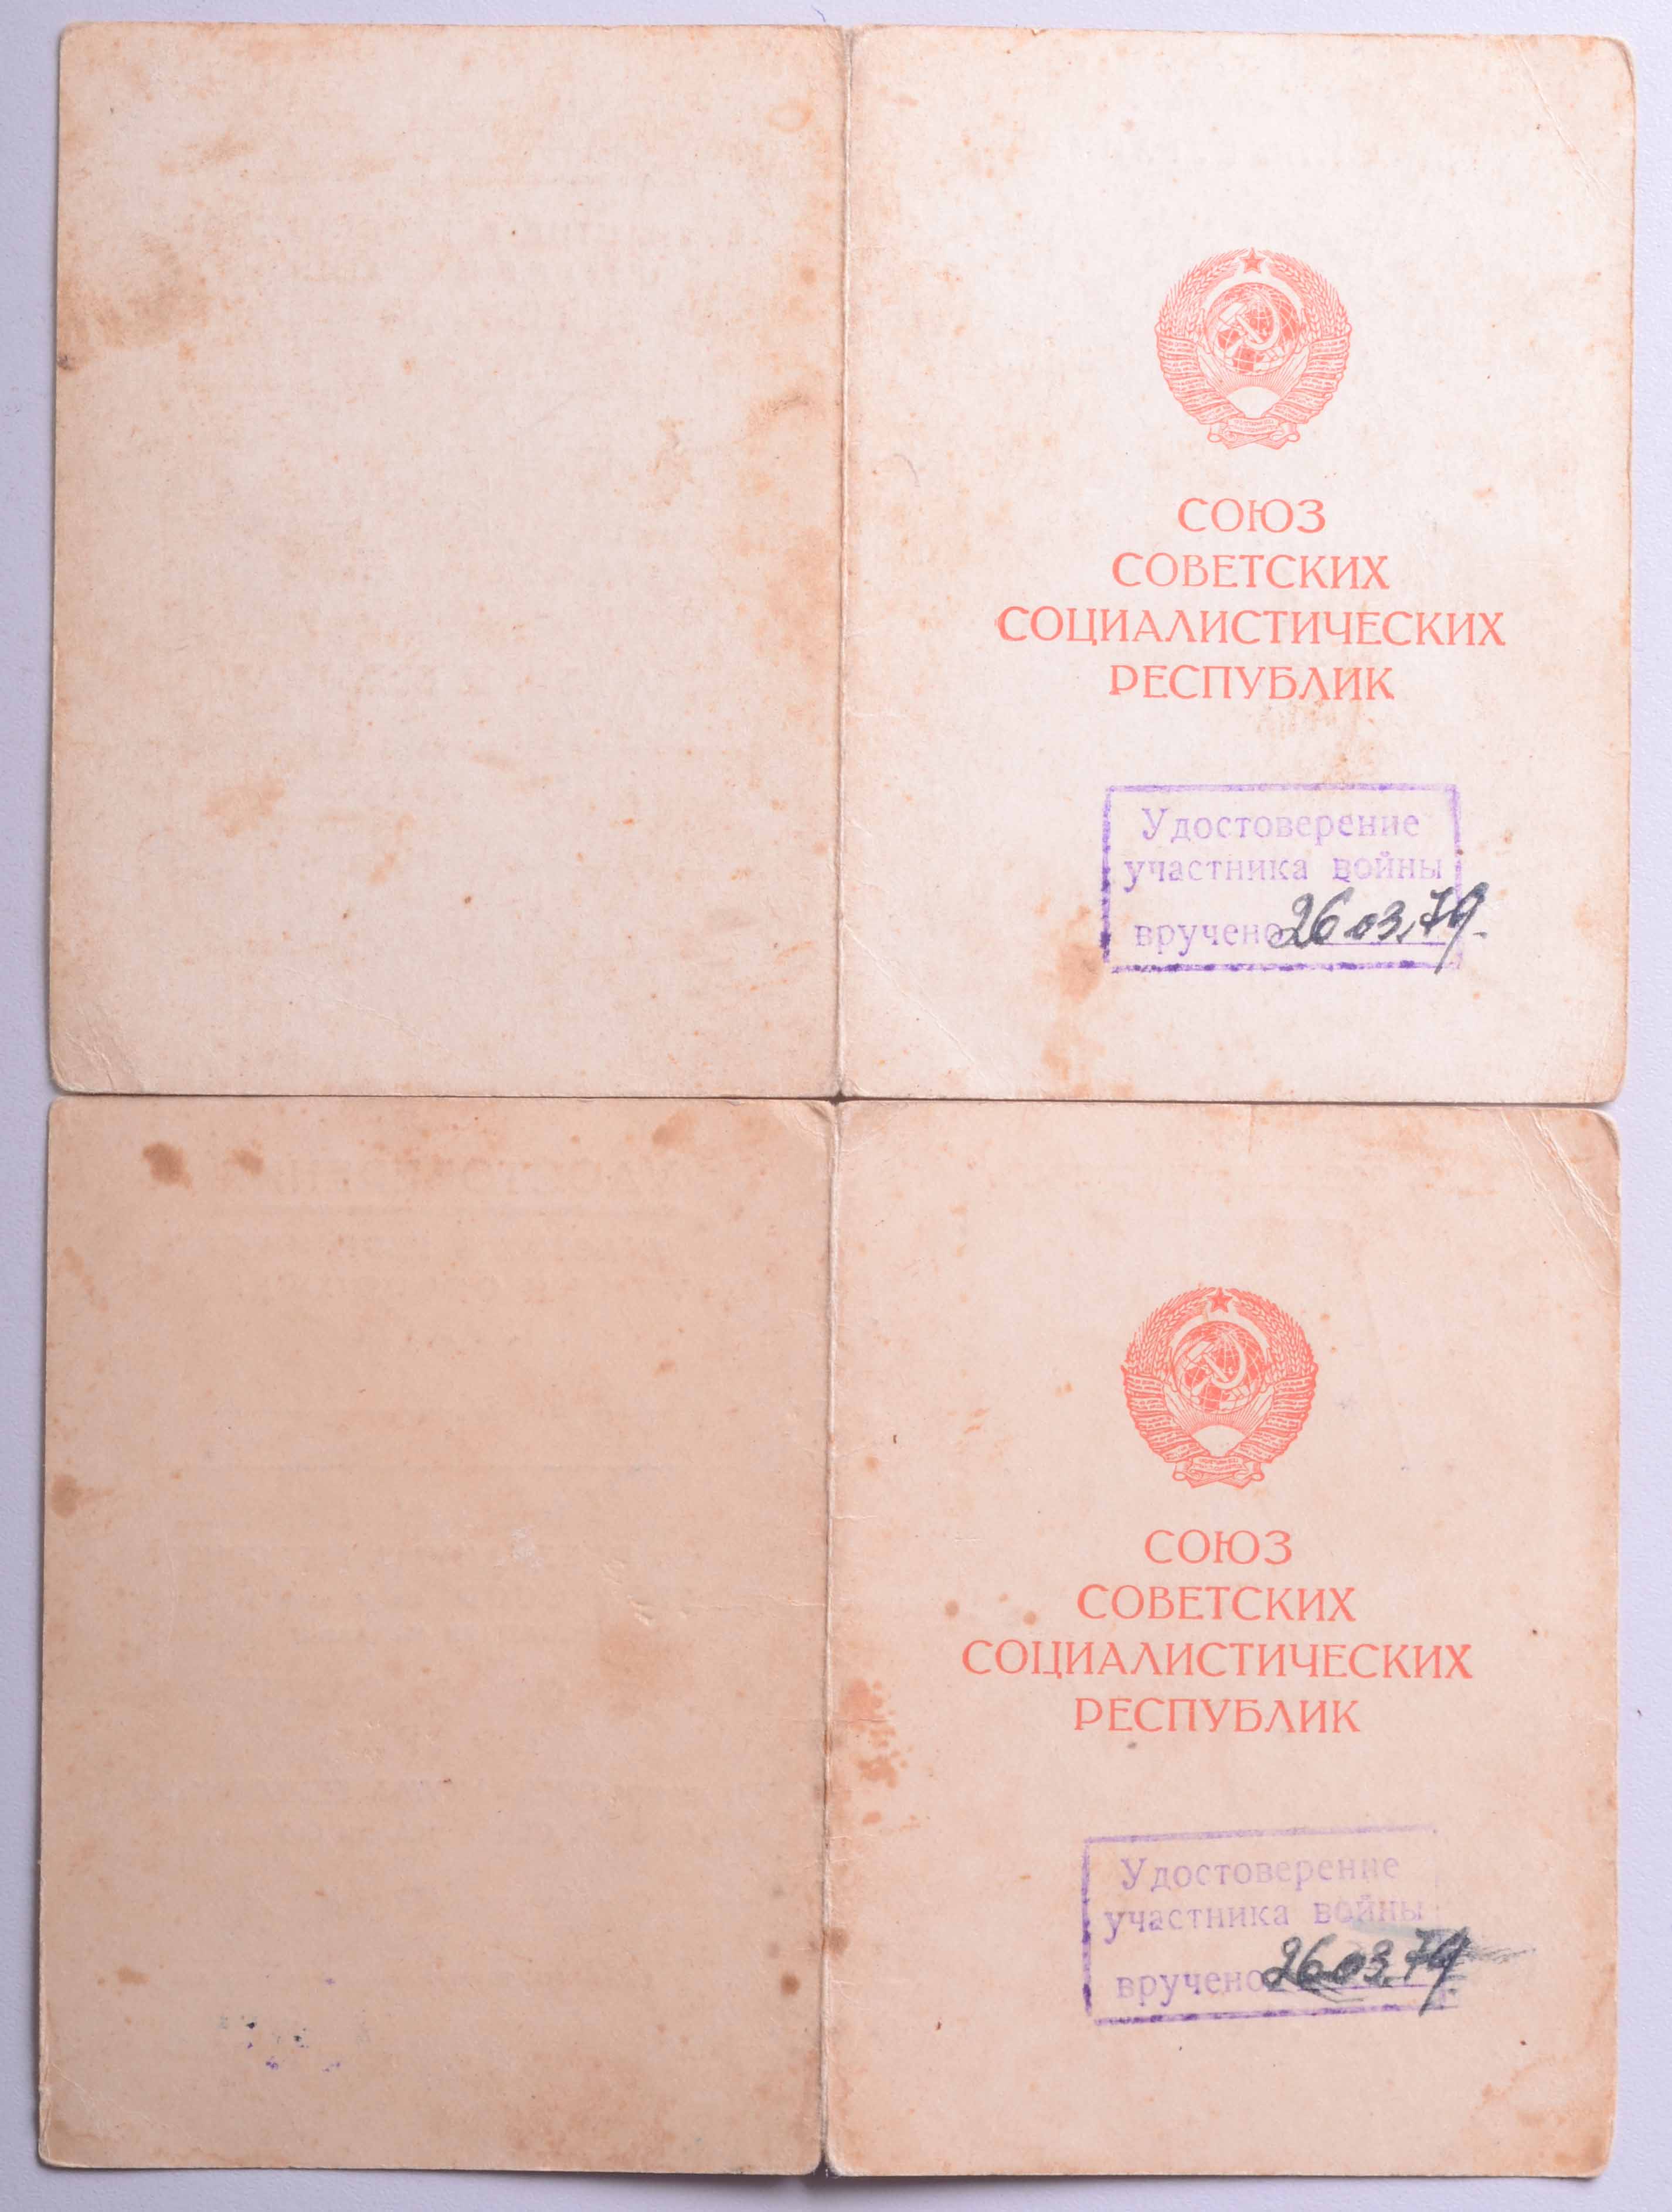 СОЮЗ
СОВЕТСКИХ
СОЦИАЛИСТИЧЕСКИХ
РЕСПУБЛИК
Удостоверение
участника войны
вручено 26 03.79.
СОЮЗ
СОВЕТСКИХ
СОЦИАЛИСТИЧЕСКИХ
РЕСПУБЛИК
Удостоверение
участника войны
вручено 26.03.79.